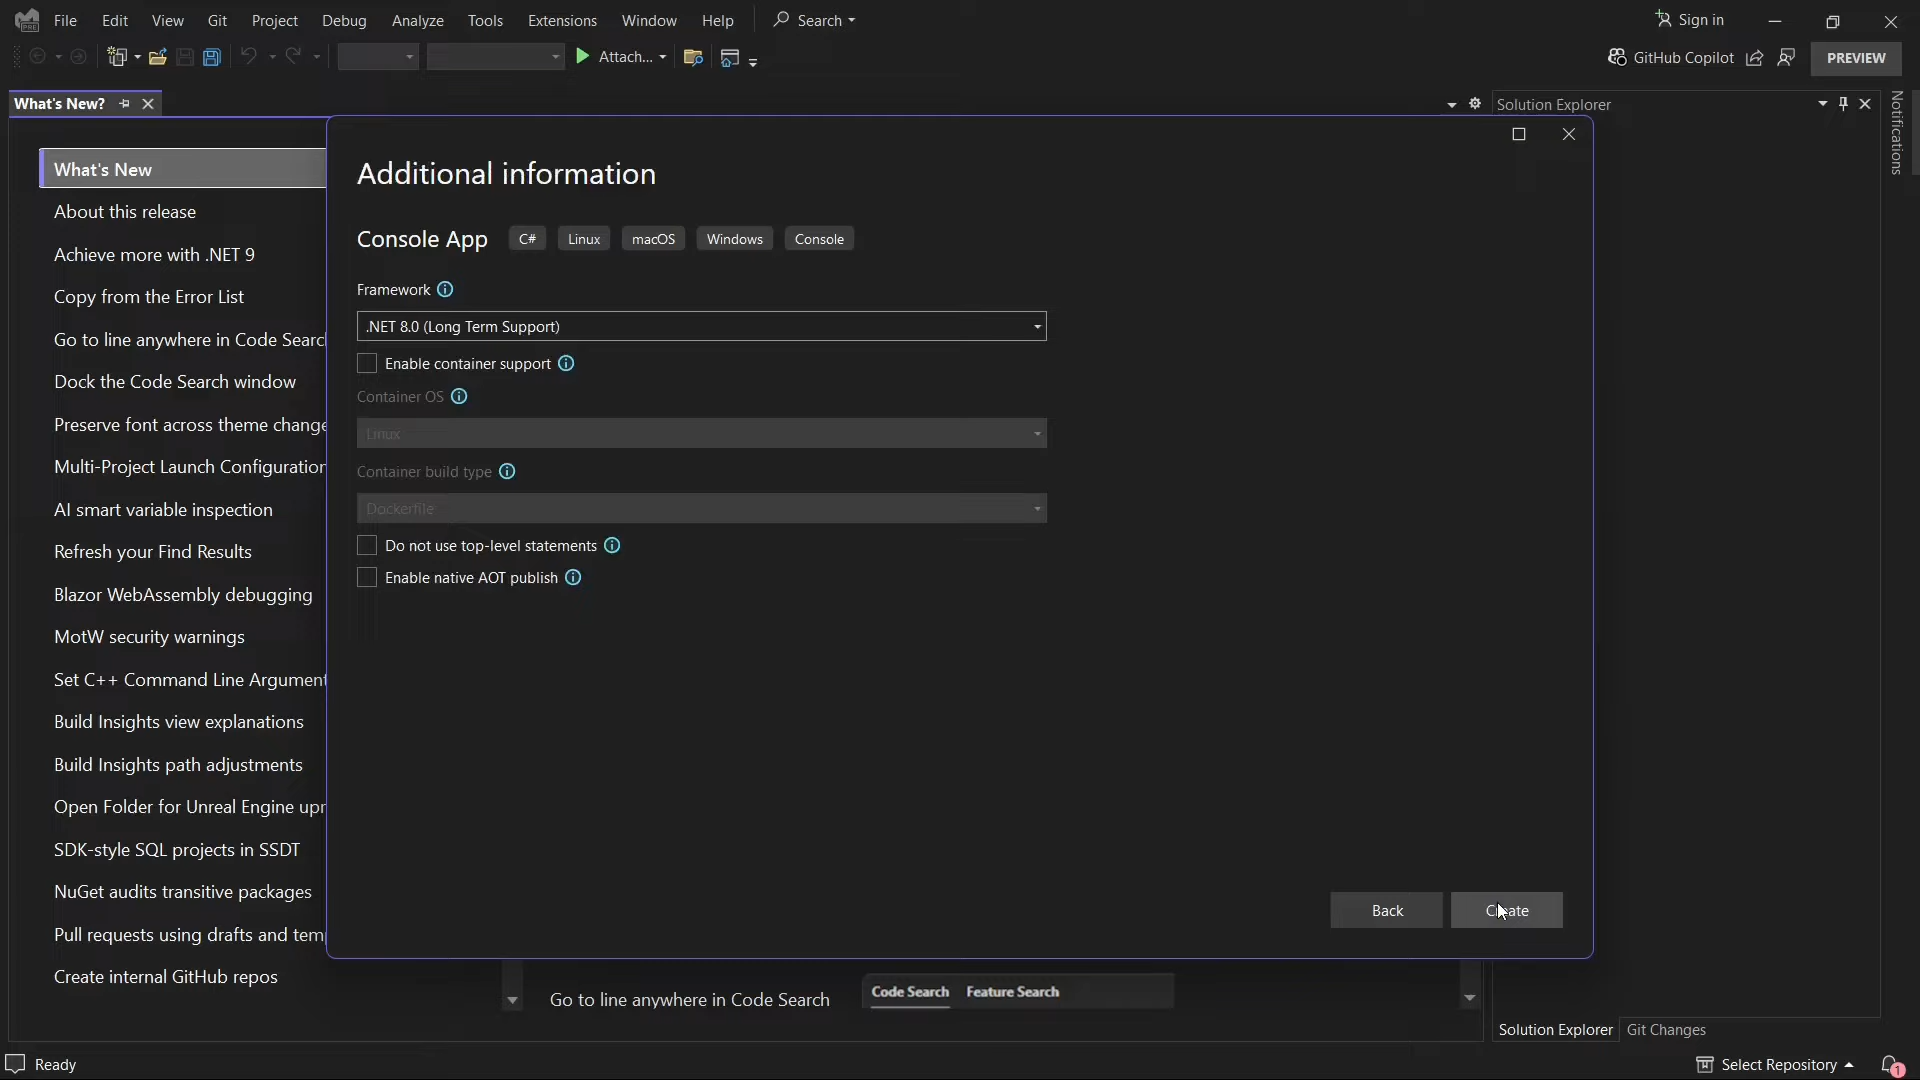 File Edit View Git Project Debug Analyze Tools Extensions Window Help Search Sign in
Attach... GitHub Copilot PREVIEW
What's New? Solution Explorer
Notifications
What's New
About this release
Achieve more with .NET 9
Copy from the Error List
Go to line anywhere in Code Searc
Dock the Code Search window
Preserve font across theme change
Multi-Project Launch Configuration
AI smart variable inspection
Refresh your Find Results
Blazor WebAssembly debugging
MotW security warnings
Set C++ Command Line Argument
Build Insights view explanations
Build Insights path adjustments
Open Folder for Unreal Engine upr
SDK-style SQL projects in SSDT
NuGet audits transitive packages
Pull requests using drafts and tem
Create internal GitHub repos
Additional information
Console App C# Linux macOS Windows Console
Framework
.NET 8.0 (Long Term Support)
Enable container support
Container OS
Linux
Container build type
Dockerfile
Do not use top-level statements
Enable native AOT publish
Back Create
Go to line anywhere in Code Search Code Search Feature Search
Solution Explorer Git Changes
Ready Select Repository 1